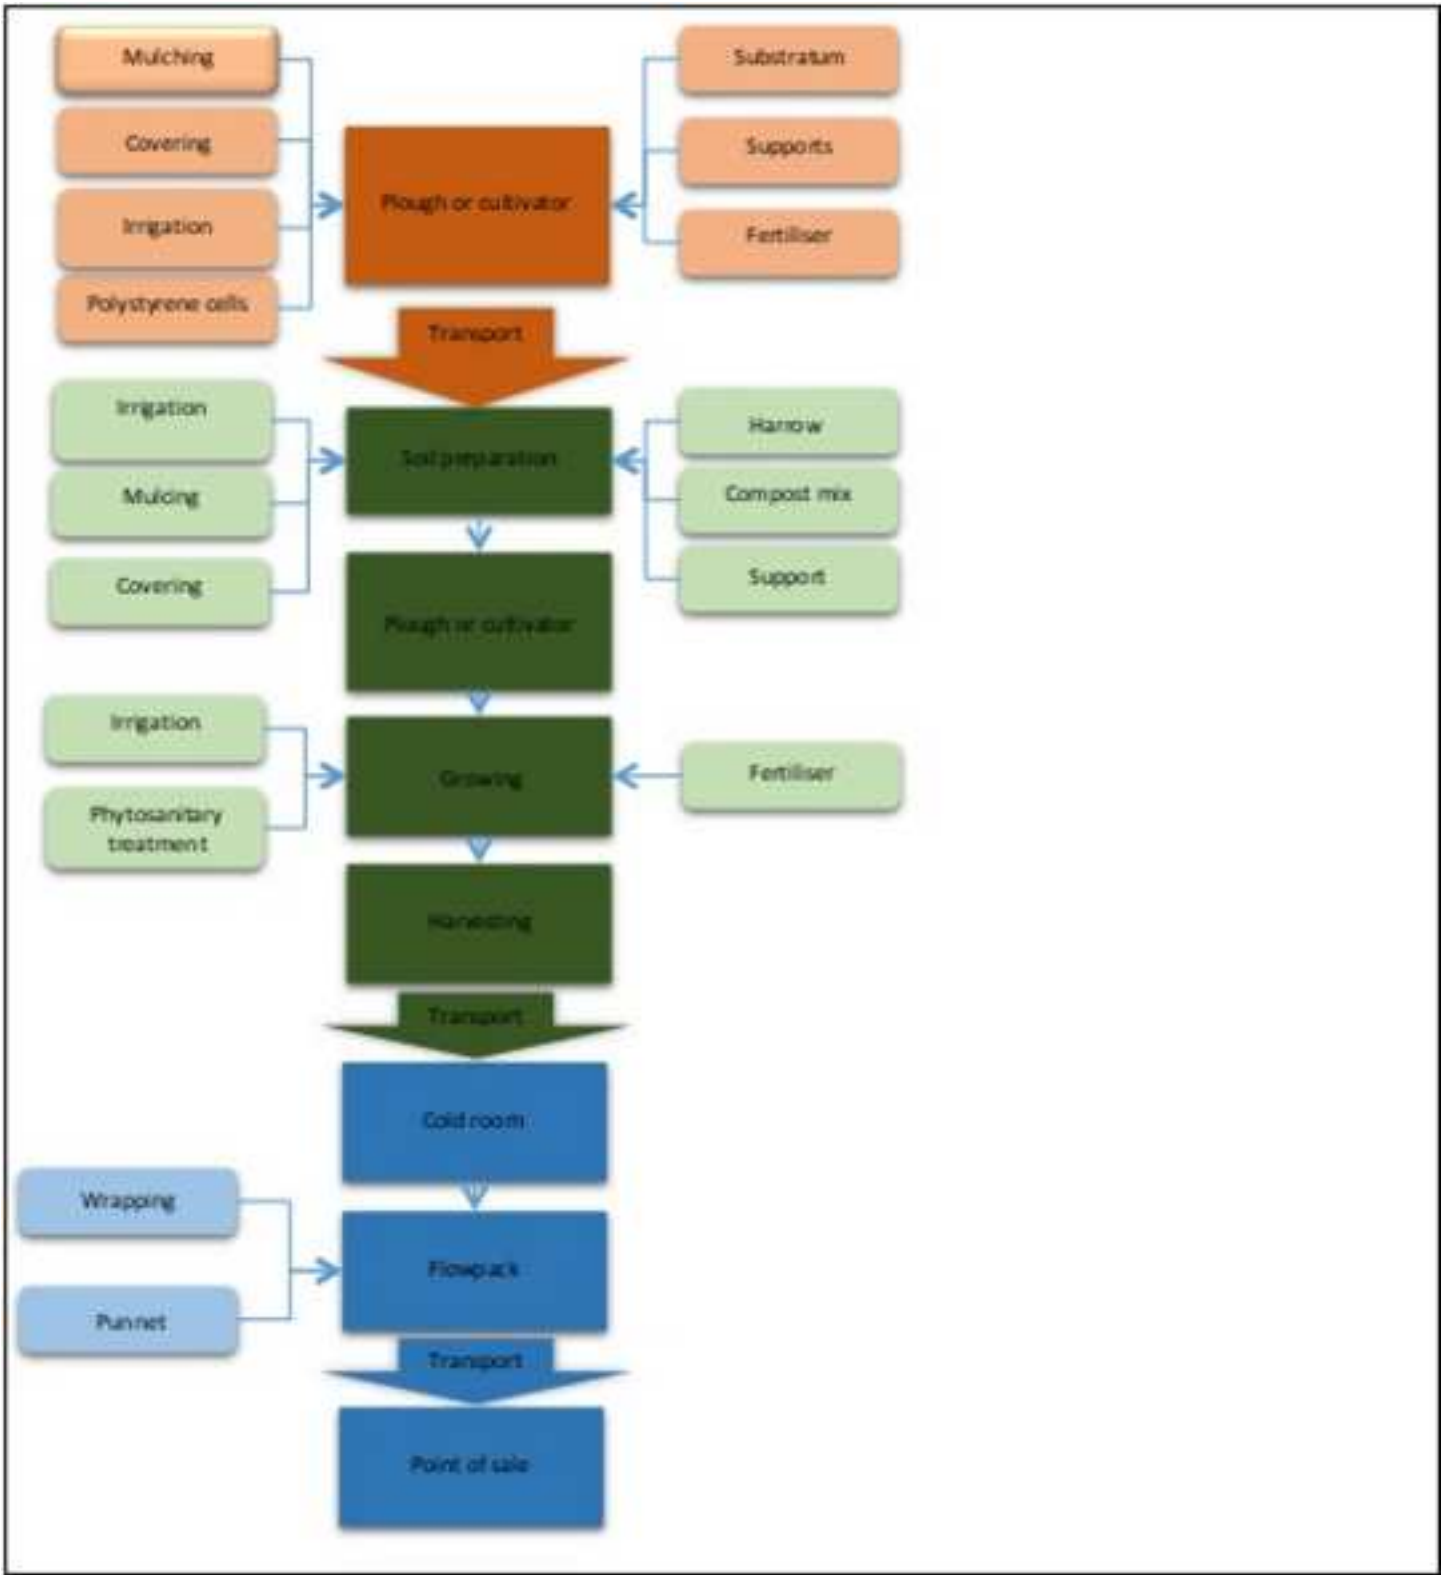 Mulching
Substratum
Covering
Supports
Plough or cultivator
Irrigation
Fertiliser
Polystyrene cells
Transport
Irrigation
Harrow
Soil preparation
Mulcing
Compost mix
Covering
Support
Plough or cultivator
Irrigation
Fertiliser
Growing
Phytosanitary
treatment
Harvesting
Transport
Cold room
Wrapping
Flowpack
Punnet
Transport
Point of sale